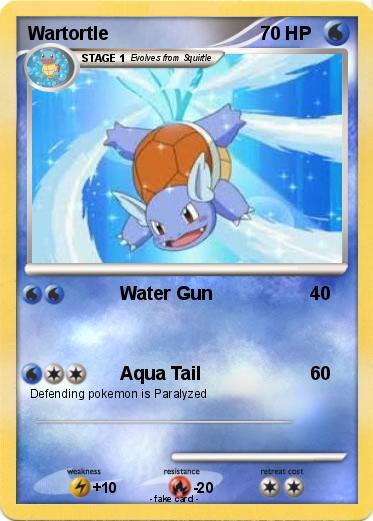 Wartortle 70 HP
STAGE 1 Evolves from Squirtle
Water Gun 40
Aqua Tail 60
Defending pokemon is Paralyzed
weakness resistance retreat cost
+10 -20
- fake card -